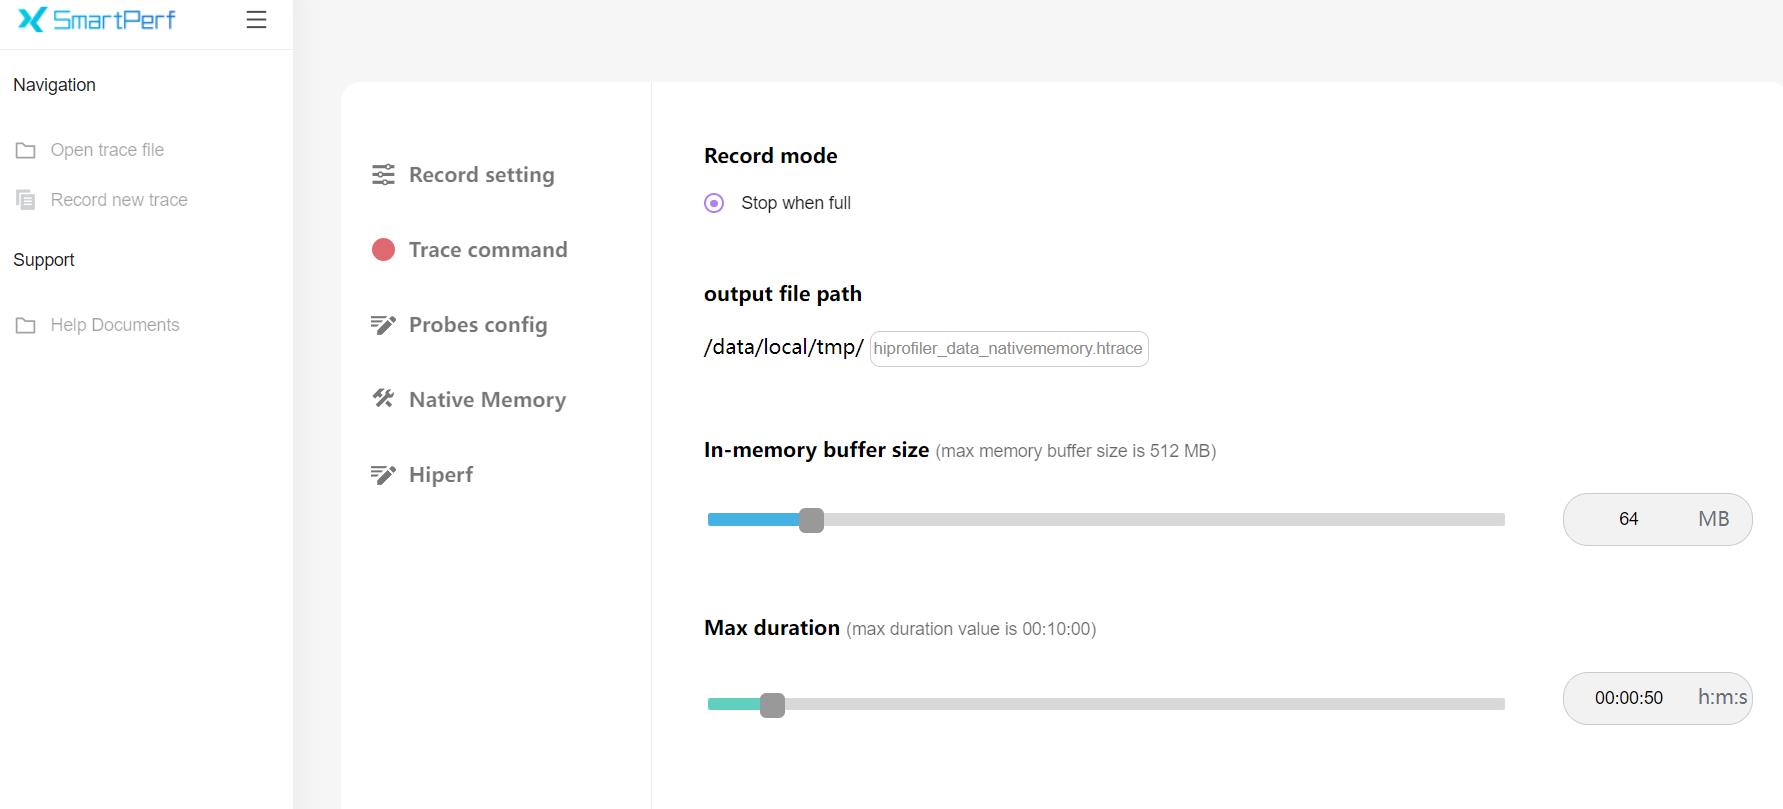 SmartPerf
Navigation
Open trace file
Record new trace
Support
Help Documents
Record setting
Trace command
Probes config
Native Memory
Hiperf
Record mode
Stop when full
output file path
/data/local/tmp/ hiprofiler_data_nativememory.htrace
In-memory buffer size (max memory buffer size is 512 MB)
64 MB
Max duration (max duration value is 00:10:00)
00:00:50 h:m:s